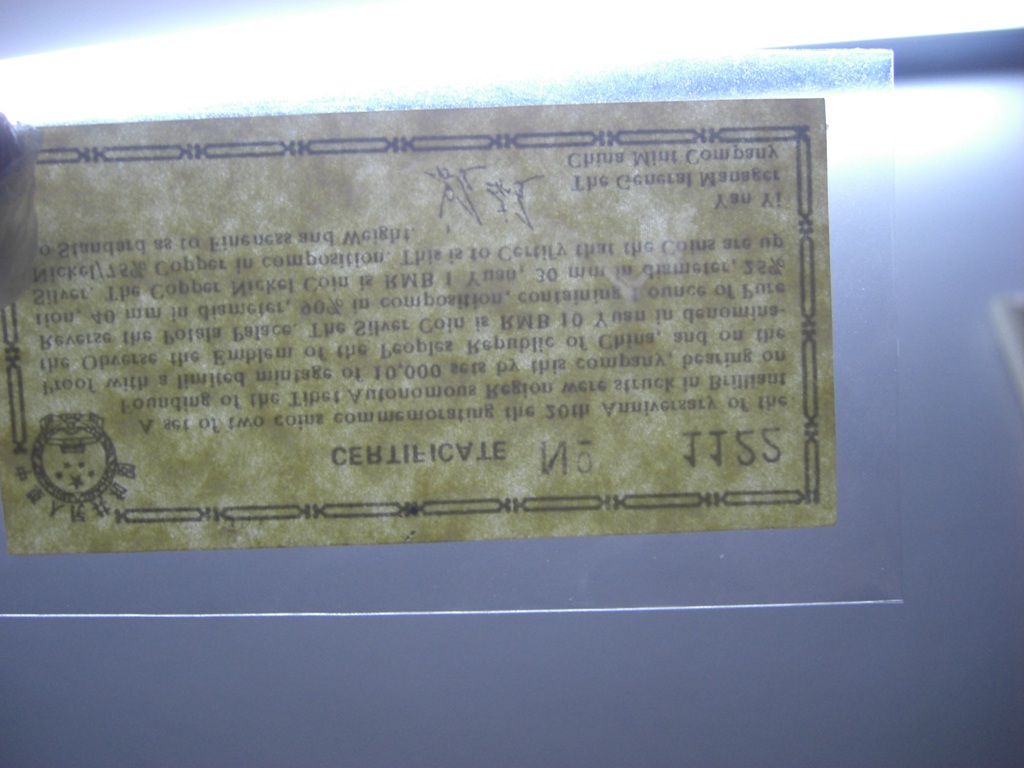 CERTIFICATE Nº 1122
A set of two coins commemorating the 20th Anniversary of the
Founding of the Tibet Autonomous Region were struck in Brilliant
Proof with a limited mintage of 10,000 sets by this company, bearing on
the Obverse the Emblem of the Peoples Republic of China, and on the
Reverse the Potala Palace. The Silver Coin is RMB 10 Yuan in denomina-
tion, 40 mm in diameter, 90% in composition, containing 1 ounce of Pure
Silver. The Copper Nickel Coin is RMB 1 Yuan, 30 mm in diameter, 25%
Nickel/75% Copper in composition. This is to Certify that the Coins are up
o Standard as to Fineness and Weight.
Yan Yi
The General Manager
China Mint Company